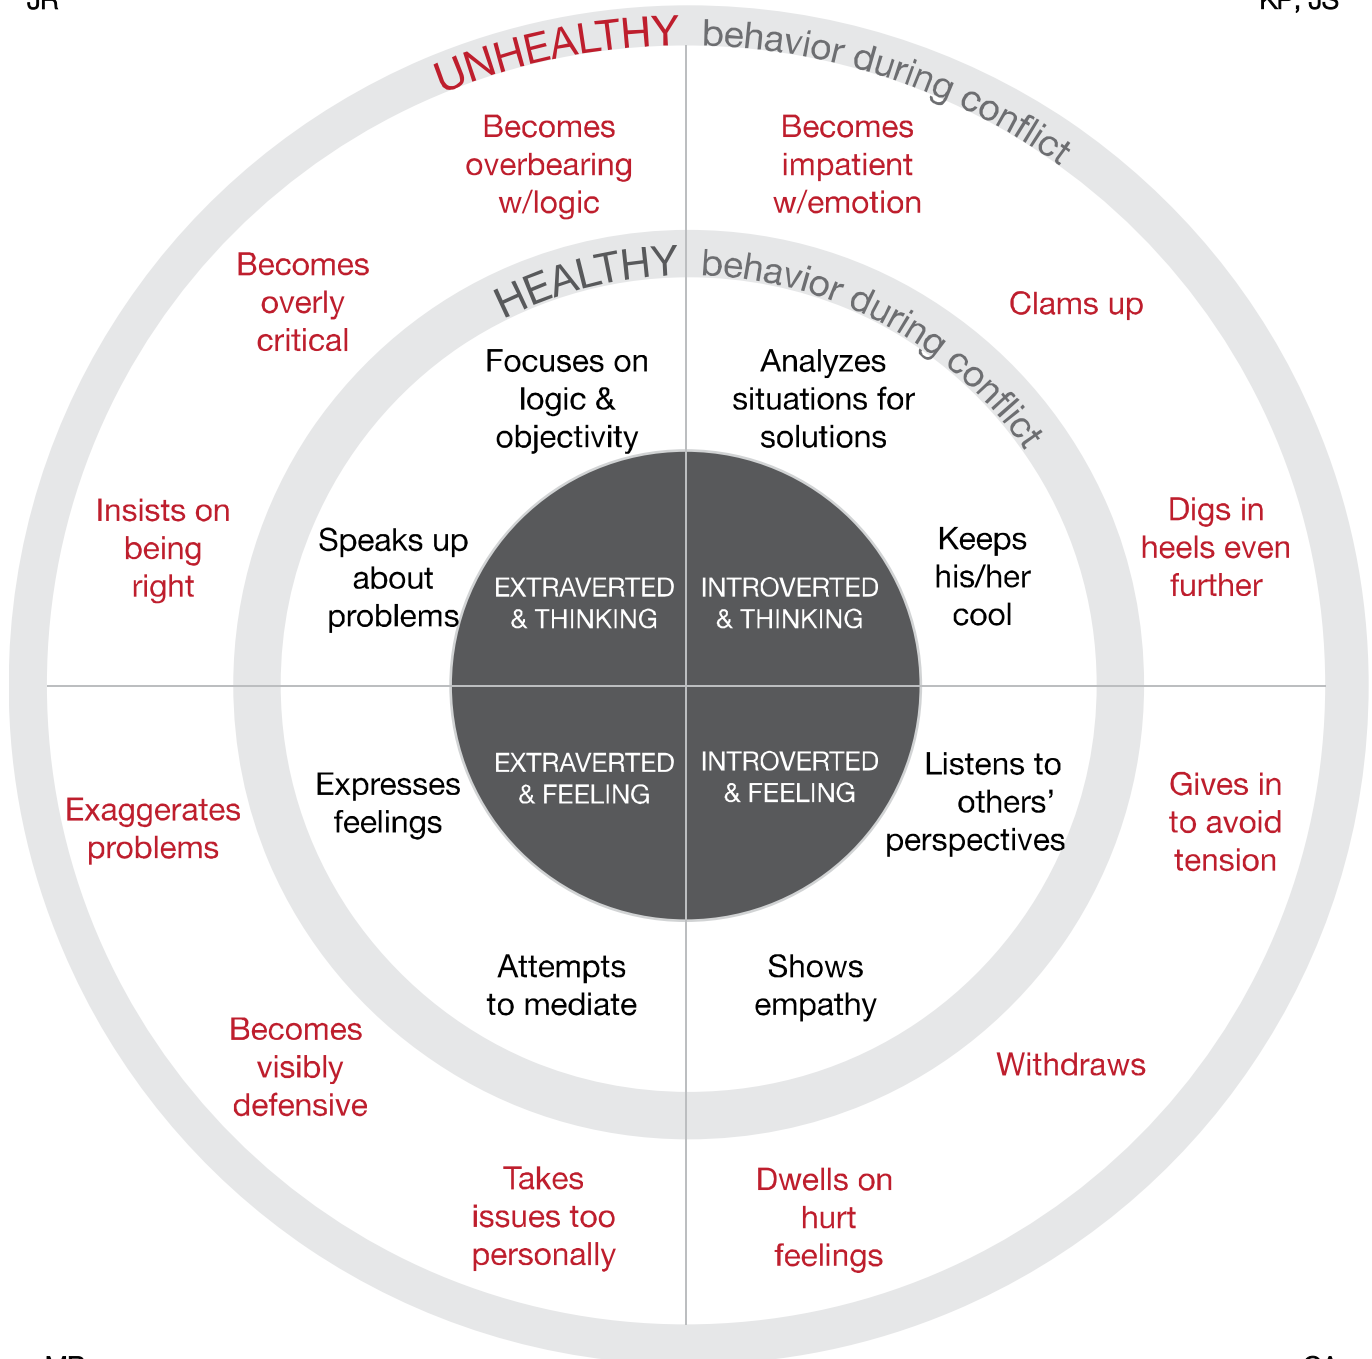 JR
KP, JS
UNHEALTHY behavior during conflict
Becomes
overbearing
w/logic
Becomes
impatient
w/emotion
Becomes
overly
critical
Clams up
Insists on
being
right
Digs in
heels even
further
HEALTHY behavior during conflict
Focuses on
logic &
objectivity
Analyzes
situations for
solutions
Speaks up
about
problems
Keeps
his/her
cool
EXTRAVERTED
& THINKING
INTROVERTED
& THINKING
EXTRAVERTED
& FEELING
INTROVERTED
& FEELING
Expresses
feelings
Listens to
others’
perspectives
Attempts
to mediate
Shows
empathy
Exaggerates
problems
Gives in
to avoid
tension
Becomes
visibly
defensive
Withdraws
Takes
issues too
personally
Dwells on
hurt
feelings